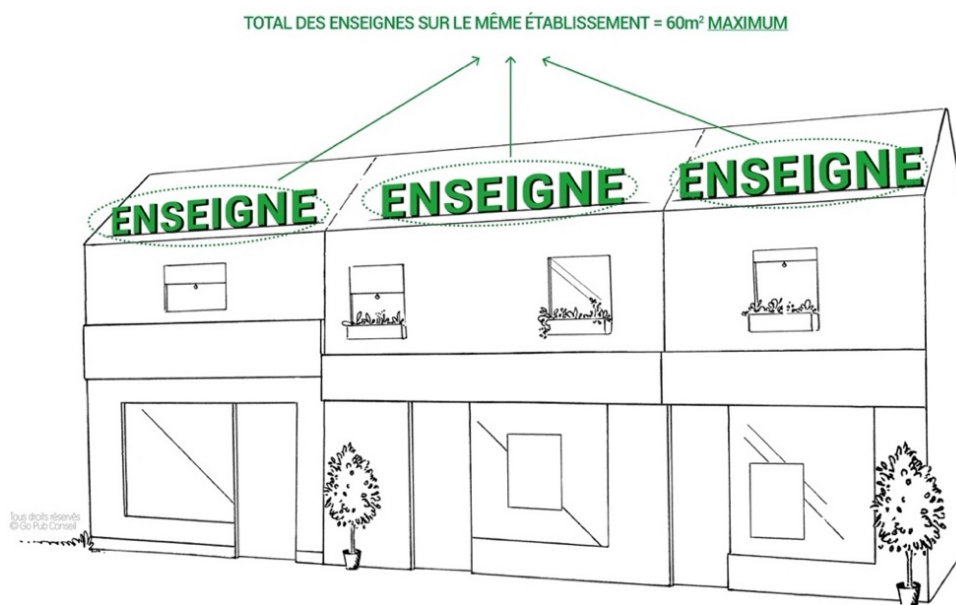 TOTAL DES ENSEIGNES SUR LE MÊME ÉTABLISSEMENT = 60m² MAXIMUM
ENSEIGNE
ENSEIGNE
ENSEIGNE
Tous droits réservés
© Go Pub Conseil